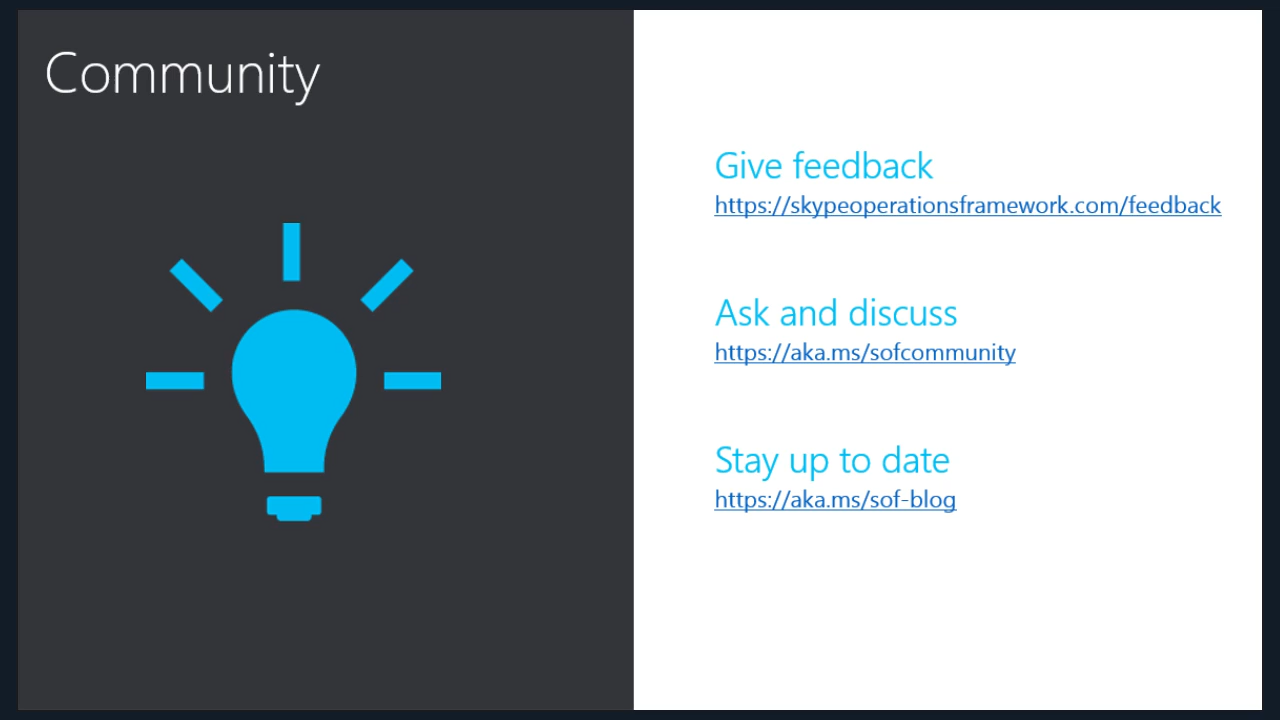 Community
Give feedback
https://skypeoperationsframework.com/feedback
Ask and discuss
https://aka.ms/sofcommunity
Stay up to date
https://aka.ms/sof-blog